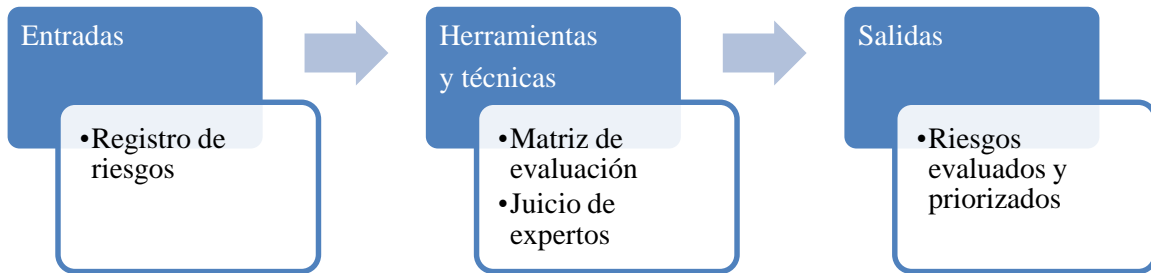 Entradas
•Registro de
riesgos
Herramientas
y técnicas
•Matriz de
evaluación
•Juicio de
expertos
Salidas
•Riesgos
evaluados y
priorizados